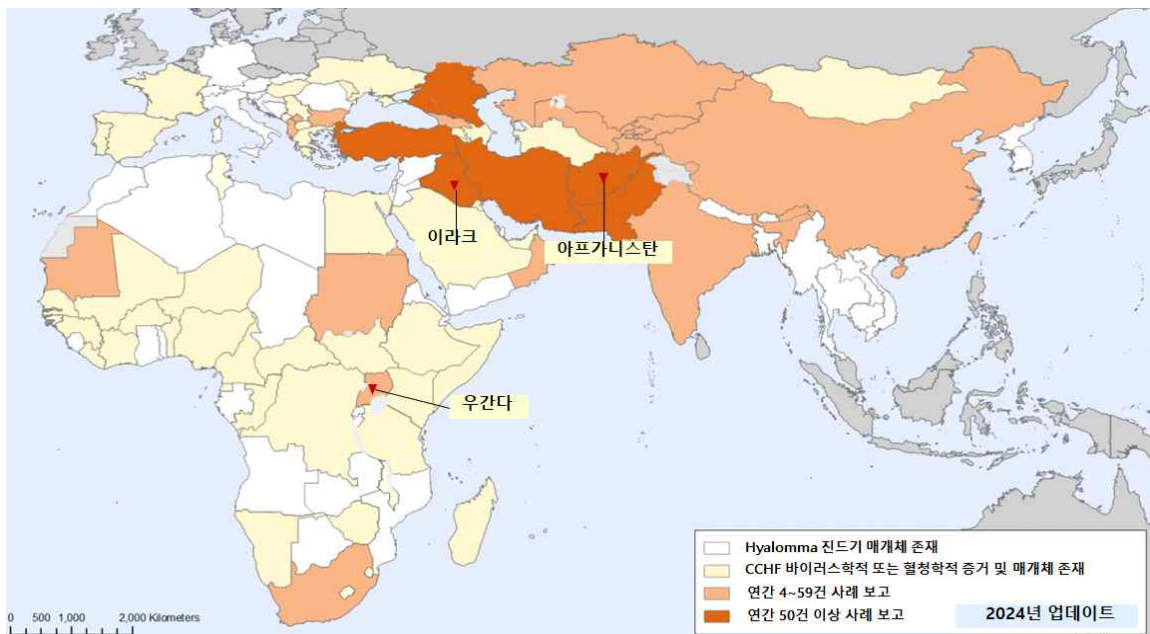 이라크
아프가니스탄
우간다
Hyalomma 진드기 매개체 존재
CCHF 바이러스학적 또는 혈청학적 증거 및 매개체 존재
연간 4~59건 사례 보고
연간 50건 이상 사례 보고
2024년 업데이트
0 500 1,000 2,000 Kilometers